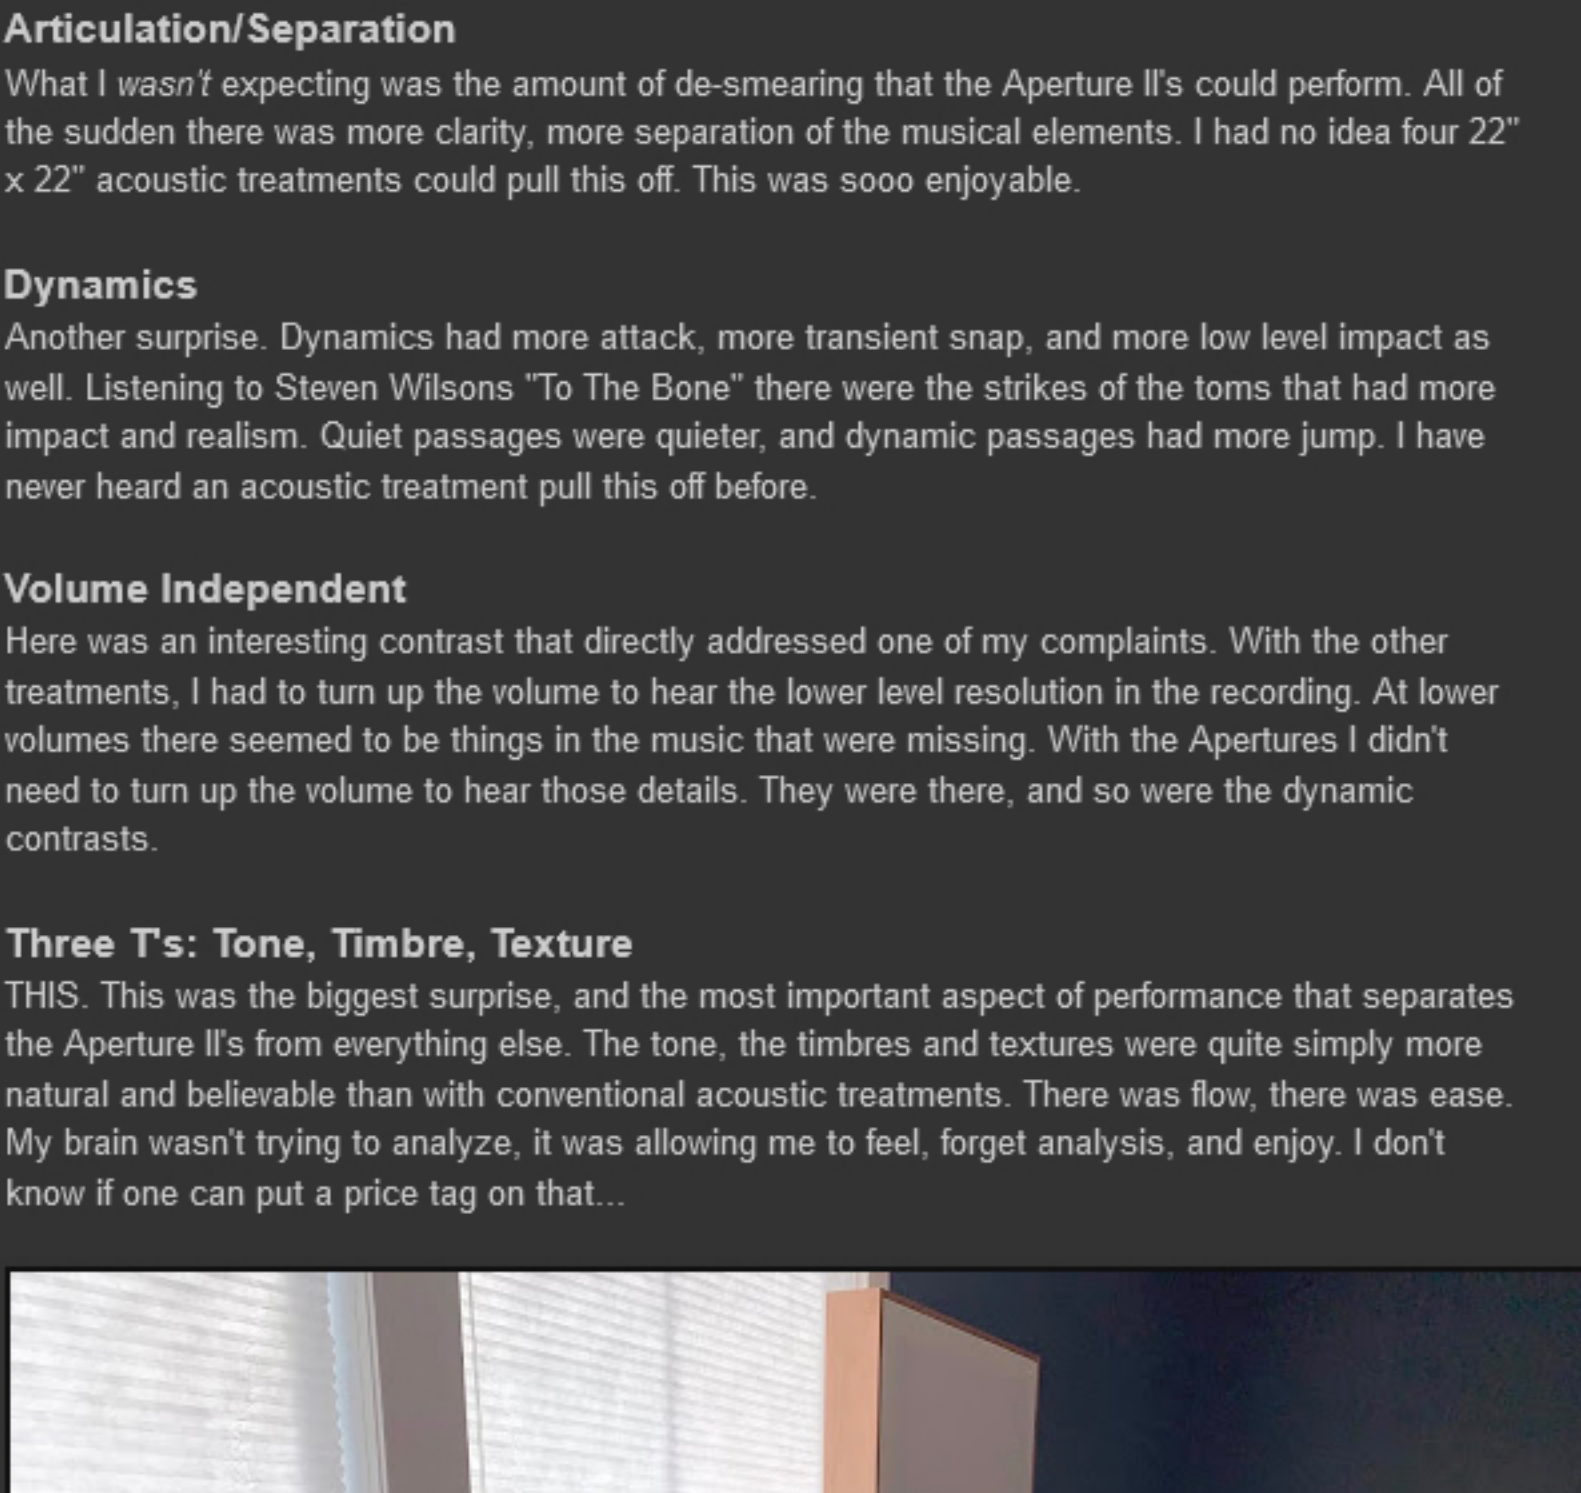 Articulation/Separation
What I wasn't expecting was the amount of de-smearing that the Aperture II's could perform. All of
the sudden there was more clarity, more separation of the musical elements. I had no idea four 22"
x 22" acoustic treatments could pull this off. This was sooo enjoyable.
Dynamics
Another surprise. Dynamics had more attack, more transient snap, and more low level impact as
well. Listening to Steven Wilsons "To The Bone" there were the strikes of the toms that had more
impact and realism. Quiet passages were quieter, and dynamic passages had more jump. I have
never heard an acoustic treatment pull this off before.
Volume Independent
Here was an interesting contrast that directly addressed one of my complaints. With the other
treatments, I had to turn up the volume to hear the lower level resolution in the recording. At lower
volumes there seemed to be things in the music that were missing. With the Apertures I didn't
need to turn up the volume to hear those details. They were there, and so were the dynamic
contrasts.
Three T's: Tone, Timbre, Texture
THIS. This was the biggest surprise, and the most important aspect of performance that separates
the Aperture II's from everything else. The tone, the timbres and textures were quite simply more
natural and believable than with conventional acoustic treatments. There was flow, there was ease.
My brain wasn't trying to analyze, it was allowing me to feel, forget analysis, and enjoy. I don't
know if one can put a price tag on that...